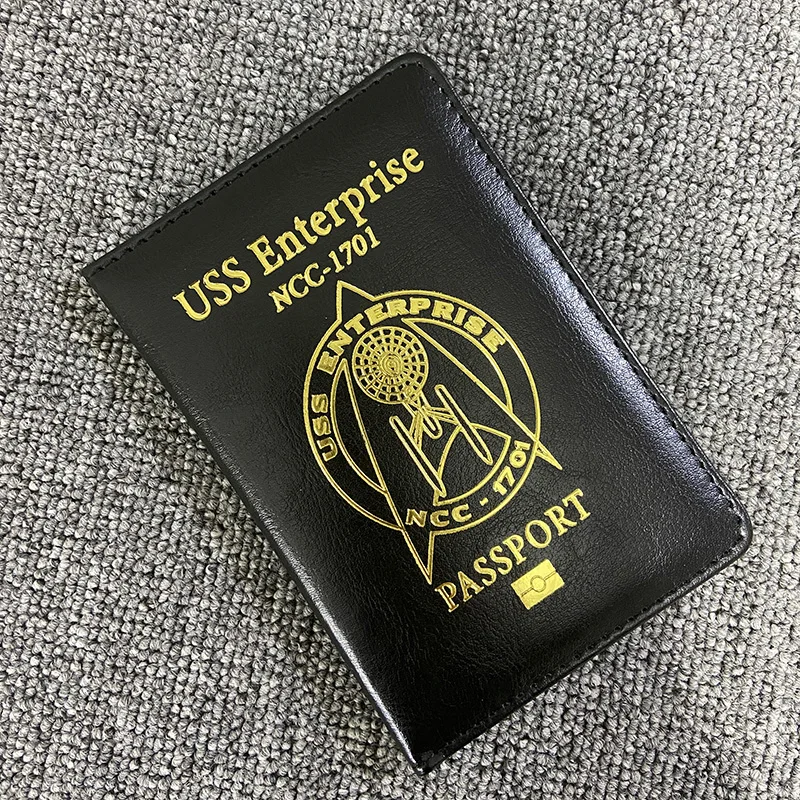 USS Enterprise
NCC-1701
USS ENTERPRISE
NCC - 1701
PASSPORT